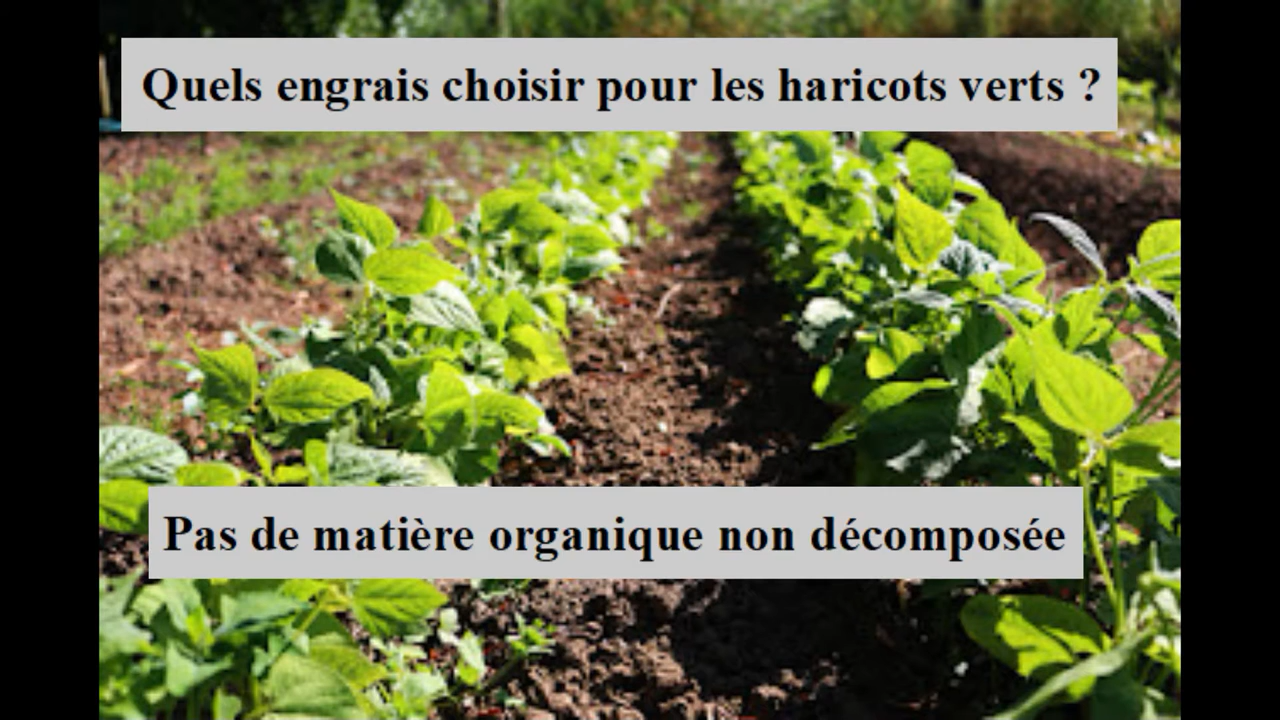 Quels engrais choisir pour les haricots verts ?
Pas de matière organique non décomposée